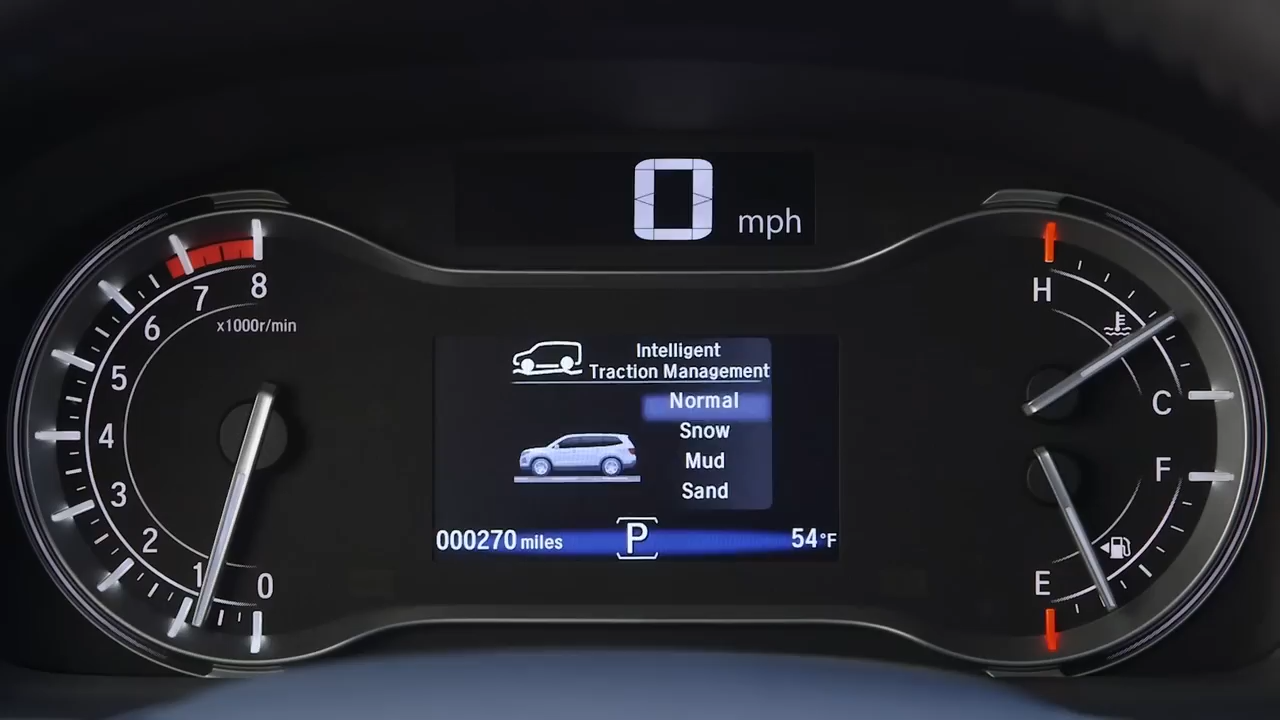 0 mph
8
7
6
x1000r/min
5
4
3
2
1
0
Intelligent
Traction Management
Normal
Snow
Mud
Sand
000270 miles
P
54°F
H
C
F
E